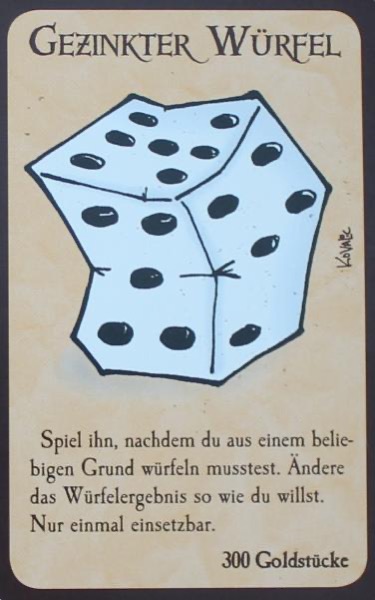 Gezinkter Würfel
Kovalic
Spiel ihn, nachdem du aus einem belie-
bigen Grund würfeln musstest. Ändere
das Würfelergebnis so wie du willst.
Nur einmal einsetzbar.
300 Goldstücke